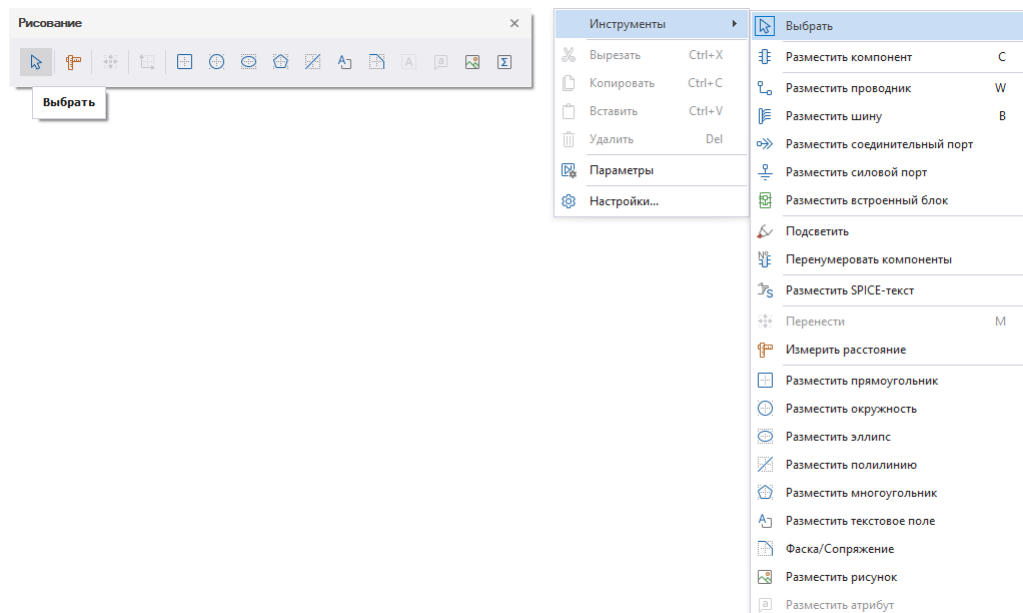 Рисование
Выбрать
Инструменты
Вырезать Ctrl+X
Копировать Ctrl+C
Вставить Ctrl+V
Удалить Del
Параметры
Настройки...
Выбрать
Разместить компонент C
Разместить проводник W
Разместить шину B
Разместить соединительный порт
Разместить силовой порт
Разместить встроенный блок
Подсветить
Перенумеровать компоненты
Разместить SPICE-текст
Перенести M
Измерить расстояние
Разместить прямоугольник
Разместить окружность
Разместить эллипс
Разместить полилинию
Разместить многоугольник
Разместить текстовое поле
Фаска/Сопряжение
Разместить рисунок
Разместить атрибут